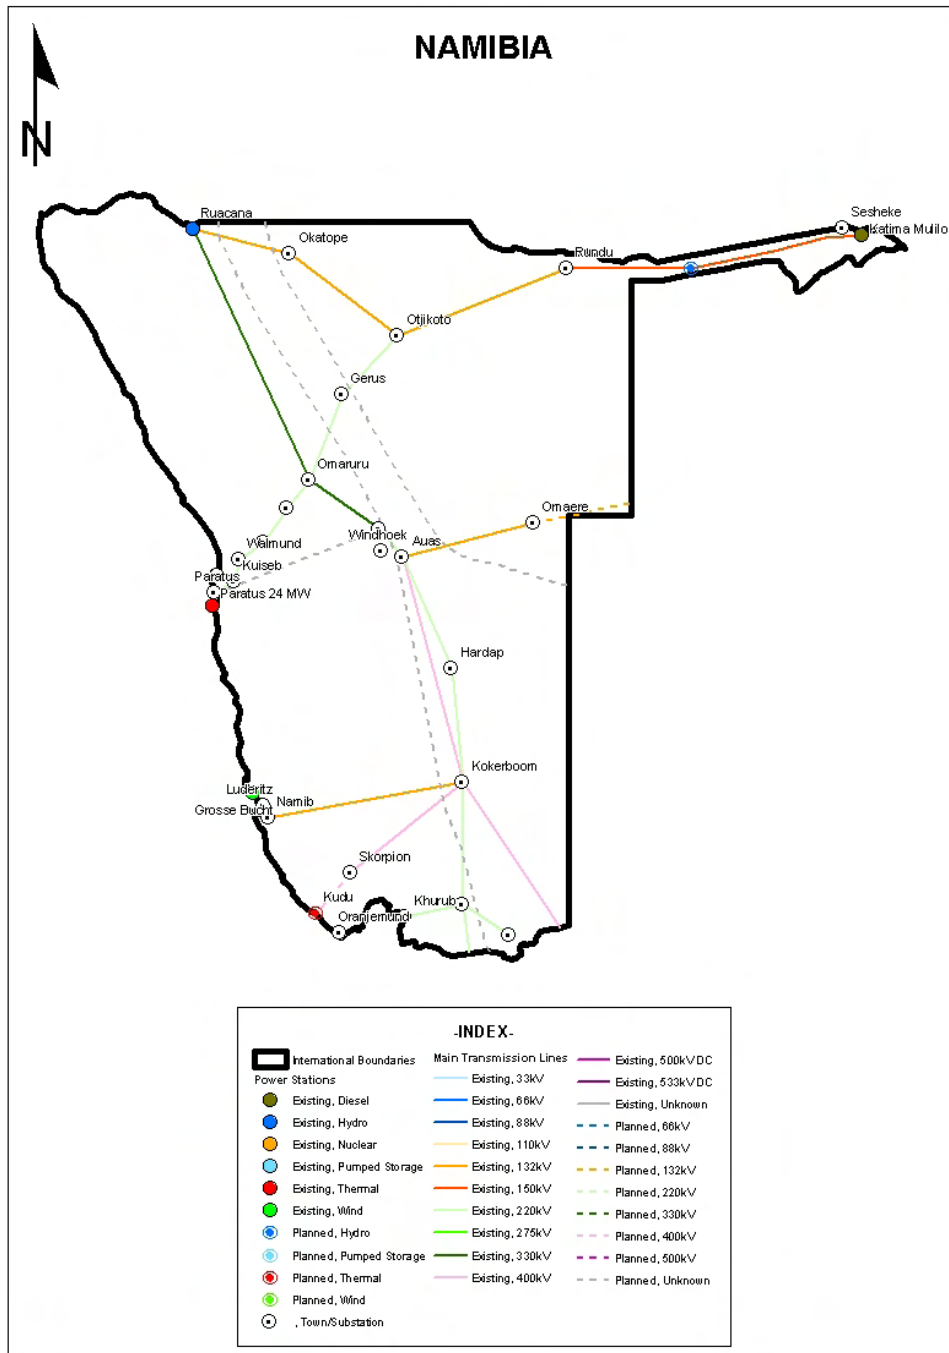 NAMIBIA
N
Ruacana
Sesheke
Katima Mulilo
Okatope
Rundu
Otjikoto
Gerus
Omaruru
Omaere
Windhoek
Auas
Walmund
Kuiseb
Paratus
Paratus 24 MW
Hardap
Kokerboom
Luderitz
Namib
Grosse Bucht
Skorpion
Kudu
Khurub
Oranjemund
-INDEX-
International Boundaries
Power Stations
Existing, Diesel
Existing, Hydro
Existing, Nuclear
Existing, Pumped Storage
Existing, Thermal
Existing, Wind
Planned, Hydro
Planned, Pumped Storage
Planned, Thermal
Planned, Wind
, Town/Substation
Main Transmission Lines
Existing, 33kV
Existing, 66kV
Existing, 88kV
Existing, 110kV
Existing, 132kV
Existing, 150kV
Existing, 220kV
Existing, 275kV
Existing, 330kV
Existing, 400kV
Existing, 500kV DC
Existing, 533kV DC
Existing, Unknown
Planned, 66kV
Planned, 88kV
Planned, 132kV
Planned, 220kV
Planned, 330kV
Planned, 400kV
Planned, 500kV
Planned, Unknown